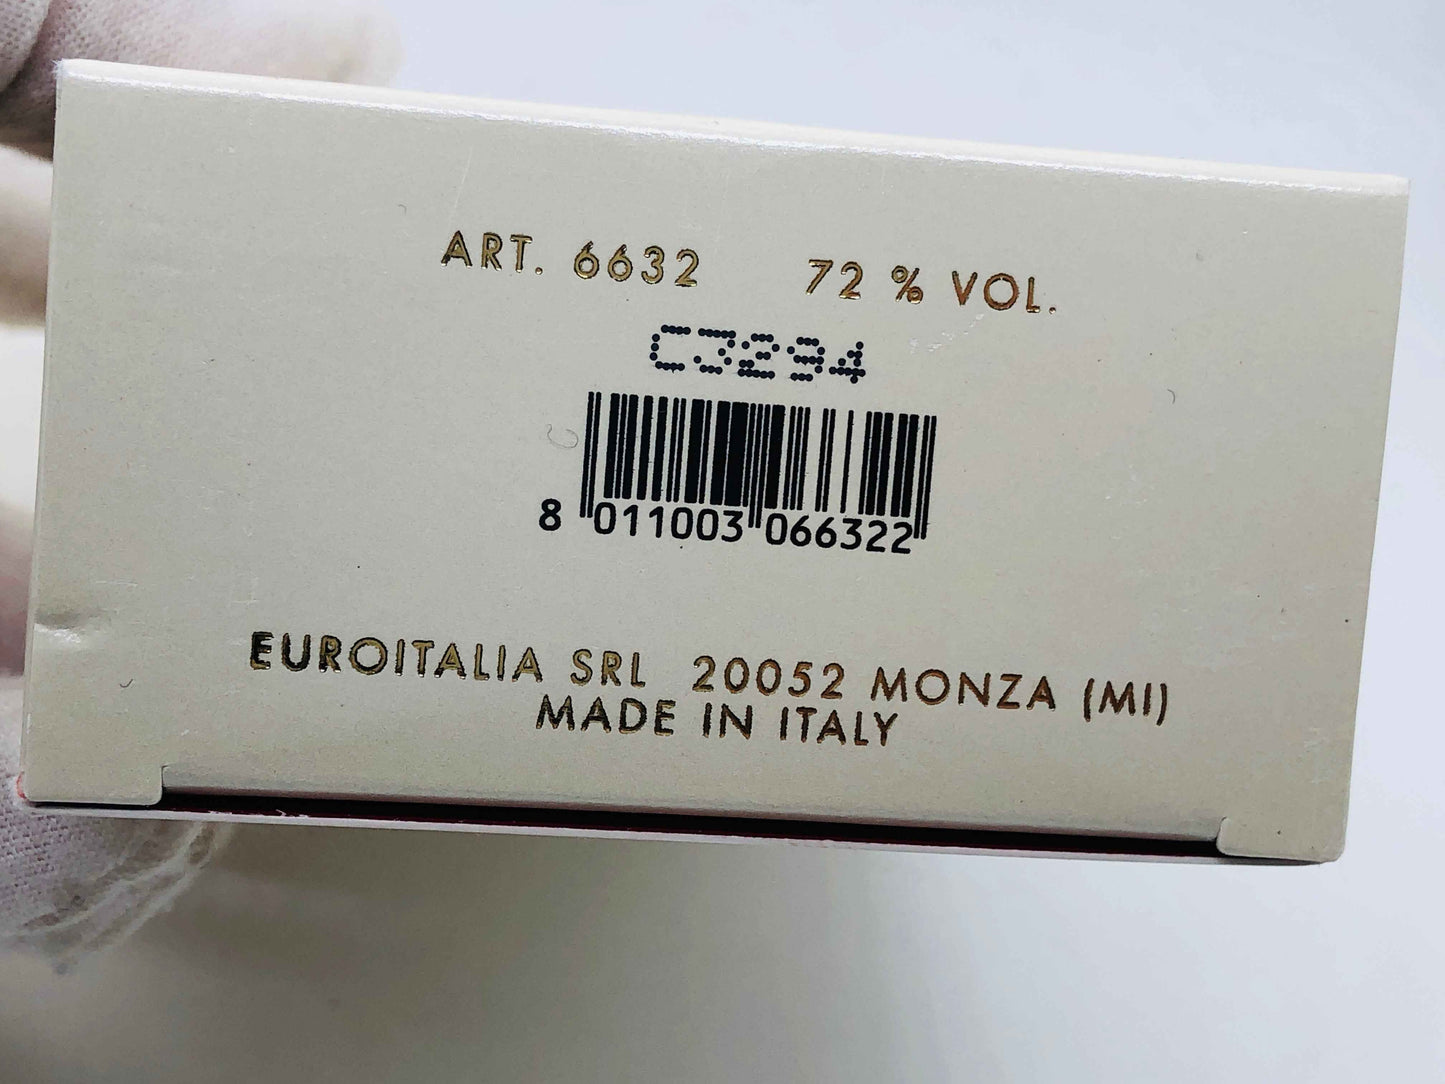 ART. 6632 72 % VOL.
C3294
8 011003 066322
EUROITALIA SRL 20052 MONZA (MI)
MADE IN ITALY